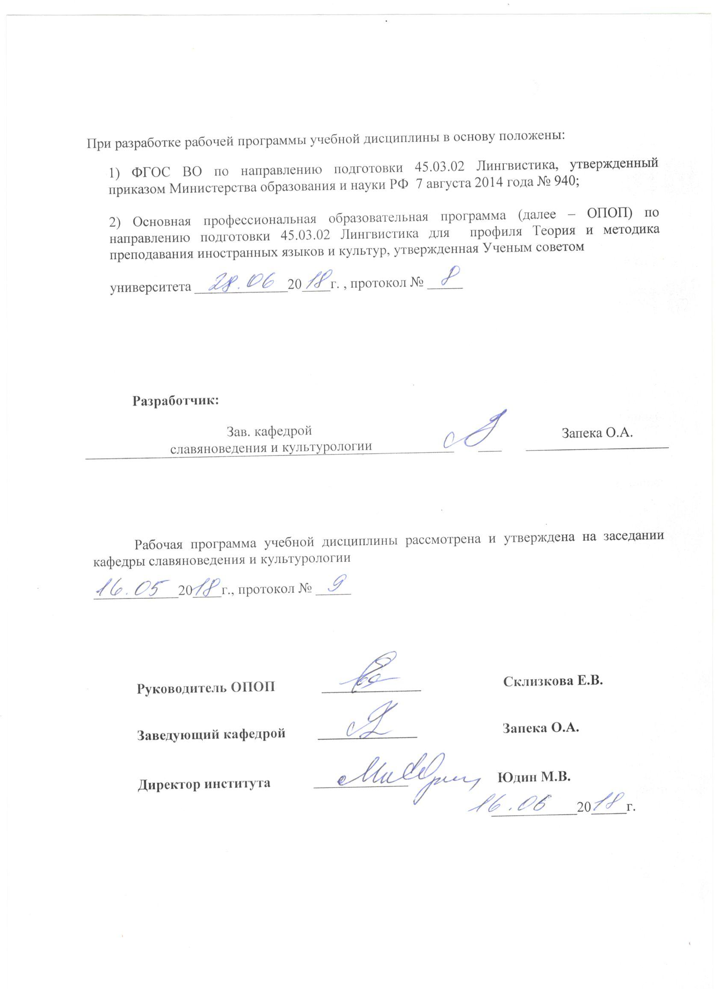 При разработке рабочей программы учебной дисциплины в основу положены:
1) ФГОС ВО по направлению подготовки 45.03.02 Лингвистика, утвержденный
приказом Министерства образования и науки РФ 7 августа 2014 года № 940;
2) Основная профессиональная образовательная программа (далее – ОПОП) по
направлению подготовки 45.03.02 Лингвистика для профиля Теория и методика
преподавания иностранных языков и культур, утвержденная Ученым советом
университета 28.06 2018г. , протокол № 8
Разработчик:
Зав. кафедрой
славяноведения и культурологии Запека О.А.
Рабочая программа учебной дисциплины рассмотрена и утверждена на заседании
кафедры славяноведения и культурологии
16.05 2018г., протокол № 9
Руководитель ОПОП Склизкова Е.В.
Заведующий кафедрой Запека О.А.
Директор института Юдин М.В.
16.06 2018г.